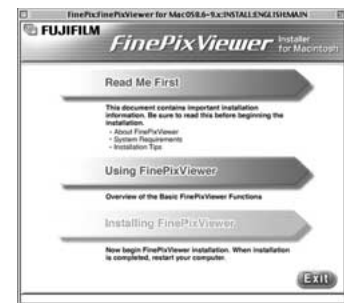 FinePix:FinePixViewer for MacOS8.6~9.x:INSTALL:ENGLISH:MAIN
FUJIFILM
FinePixViewer Installer for Macintosh
Read Me First
This document contains important installation
information. Be sure to read this before beginning the
installation.
- About FinePixViewer
- System Requirements
- Installation Tips
Using FinePixViewer
Overview of the Basic FinePixViewer Functions
Installing FinePixViewer
Now begin FinePixViewer installation. When installation
is completed, restart your computer.
Exit